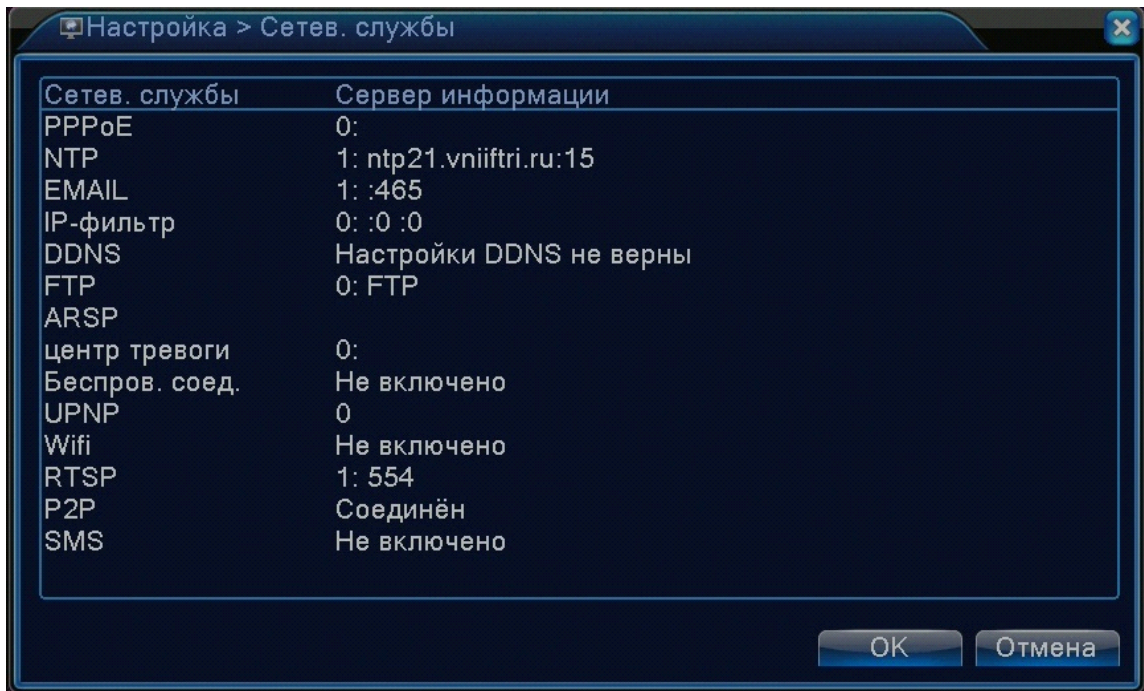 Настройка > Сетев. службы
Сетев. службы Сервер информации
PPPoE 0:
NTP 1: ntp21.vniiftri.ru:15
EMAIL 1: :465
IP-фильтр 0: :0 :0
DDNS Настройки DDNS не верны
FTP 0: FTP
ARSP
центр тревоги 0:
Беспров. соед. Не включено
UPNP 0
Wifi Не включено
RTSP 1: 554
P2P Соединён
SMS Не включено
OK Отмена